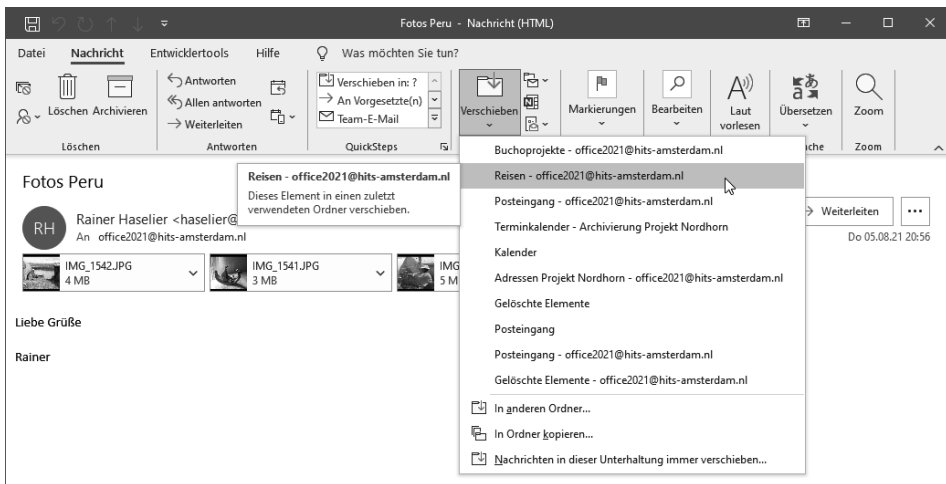 Fotos Peru - Nachricht (HTML)
Datei Nachricht Entwicklertools Hilfe Was möchten Sie tun?
Löschen Archivieren
Löschen
Antworten
Allen antworten
Weiterleiten
Antworten
Verschieben in: ?
An Vorgesetzte(n)
Team-E-Mail
QuickSteps
Verschieben
Markierungen
Bearbeiten
Laut
vorlesen
Übersetzen
Zoom
Zoom
Buchoprojekte - office2021@hits-amsterdam.nl
Reisen - office2021@hits-amsterdam.nl
Posteingang - office2021@hits-amsterdam.nl
Terminkalender - Archivierung Projekt Nordhorn
Kalender
Adressen Projekt Nordhorn - office2021@hits-amsterdam.nl
Gelöschte Elemente
Posteingang
Posteingang - office2021@hits-amsterdam.nl
Gelöschte Elemente - office2021@hits-amsterdam.nl
In anderen Ordner...
In Ordner kopieren...
Nachrichten in dieser Unterhaltung immer verschieben...
Reisen - office2021@hits-amsterdam.nl
Dieses Element in einen zuletzt
verwendeten Ordner verschieben.
Fotos Peru
RH
Rainer Haselier <haselier@
An office2021@hits-amsterdam.nl
Weiterleiten
Do 05.08.21 20:56
IMG_1542.JPG
4 MB
IMG_1541.JPG
3 MB
IMG
5 M
Liebe Grüße
Rainer